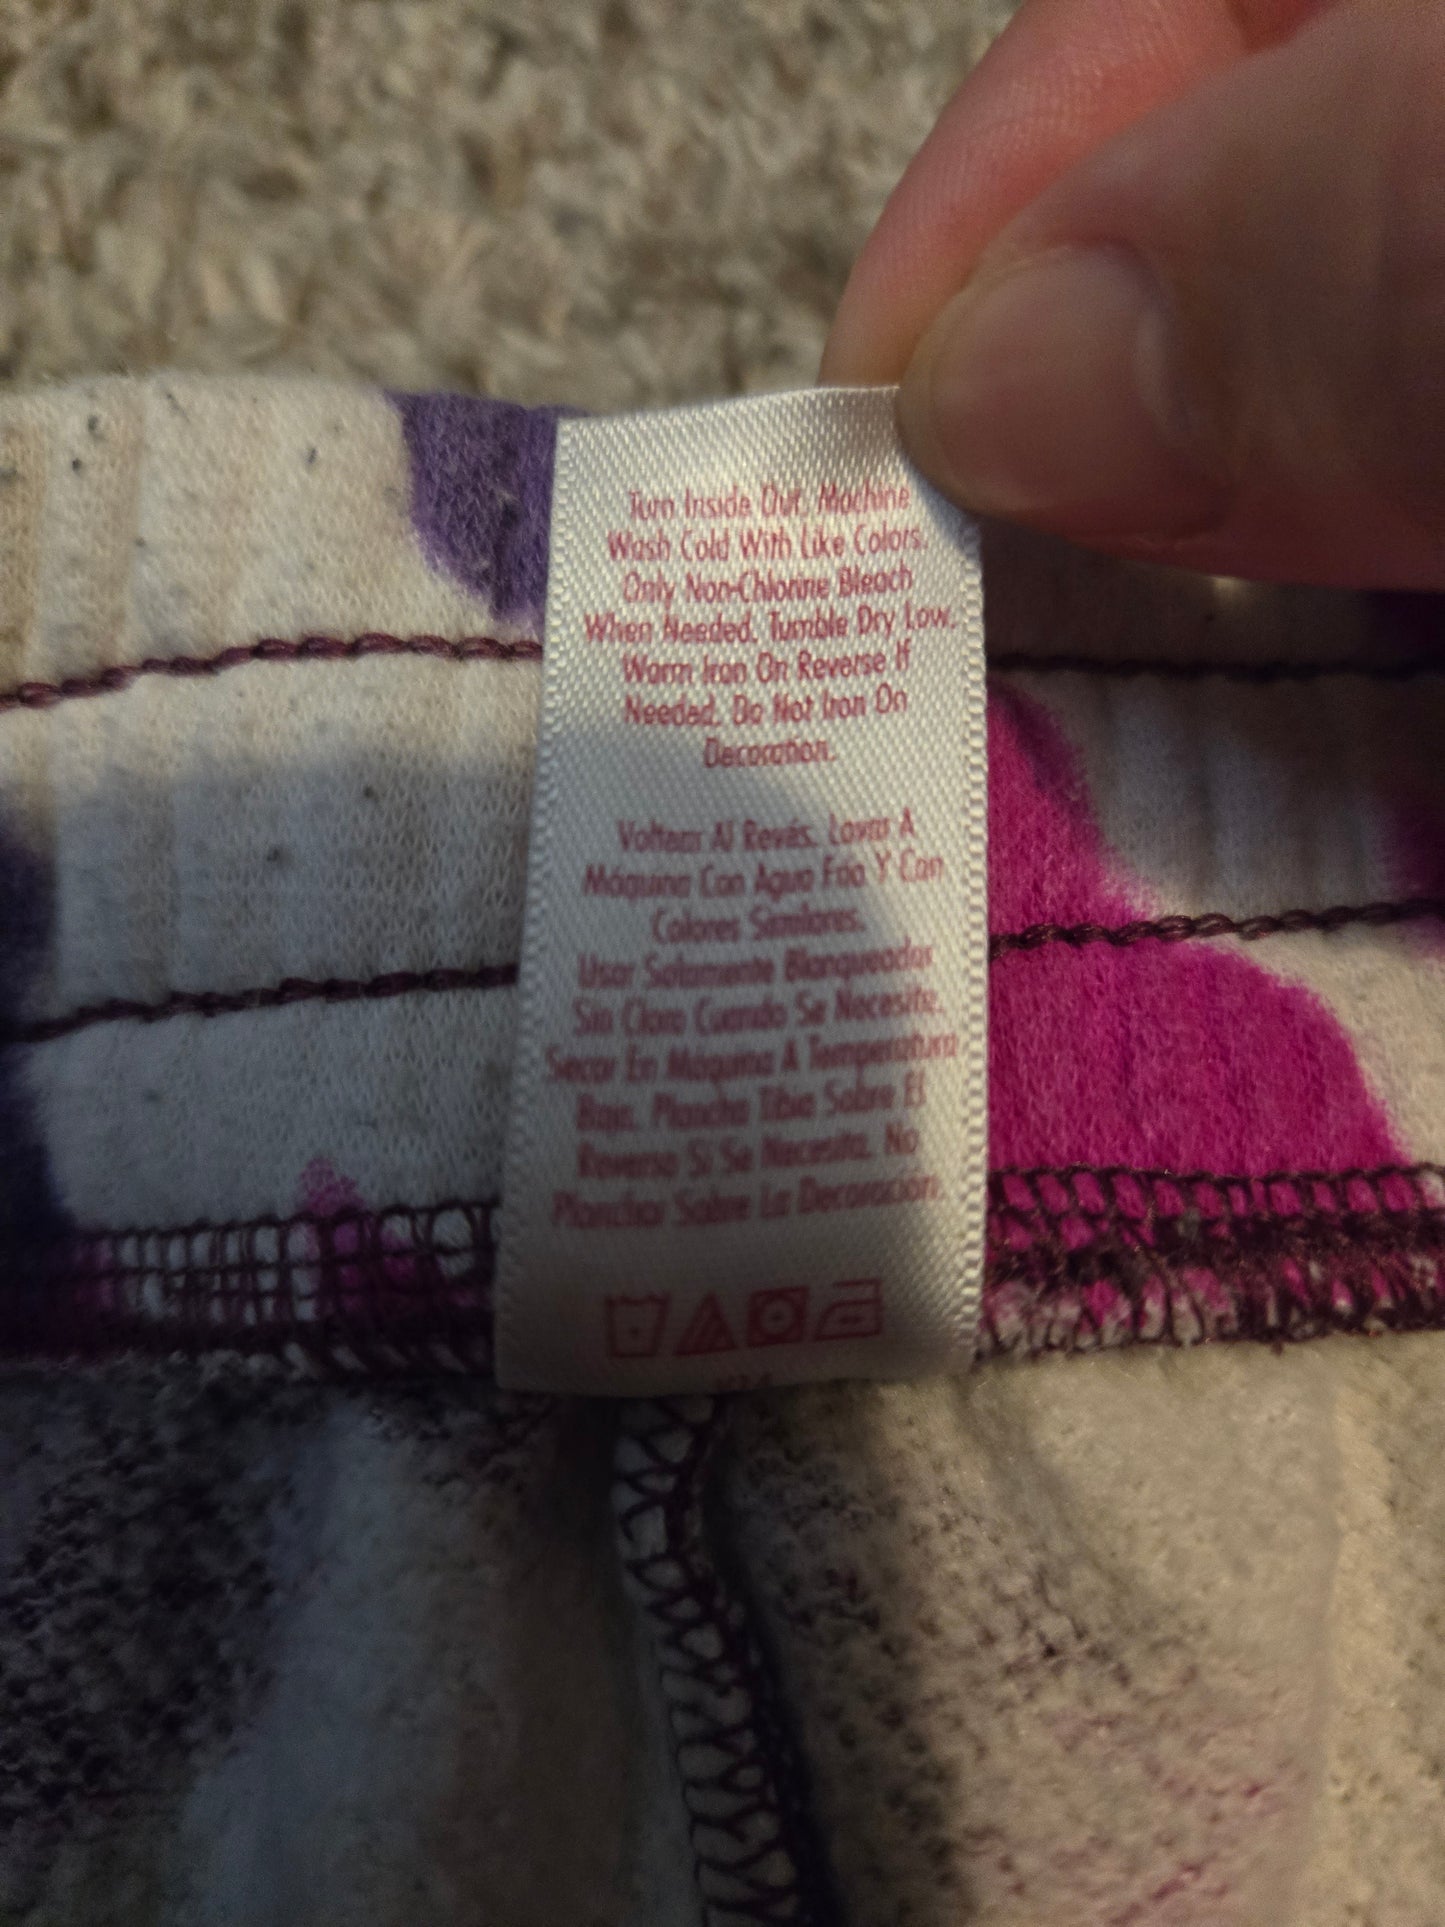 Turn Inside Out. Machine
Wash Cold With Like Colors.
Only Non-Chlorine Bleach
When Needed. Tumble Dry Low.
Warm Iron On Reverse If
Needed. Do Not Iron On
Decoration.
Voltear Al Revés. Lavar A
Máquina Con Agua Fría Y Con
Colores Similares.
Usar Solamente Blanqueador
Sin Cloro Cuando Se Necesite.
Secar En Máquina A Temperatura
Baja. Plancha Tibia Sobre El
Reverso Si Se Necesita. No
Planchar Sobre La Decoración.